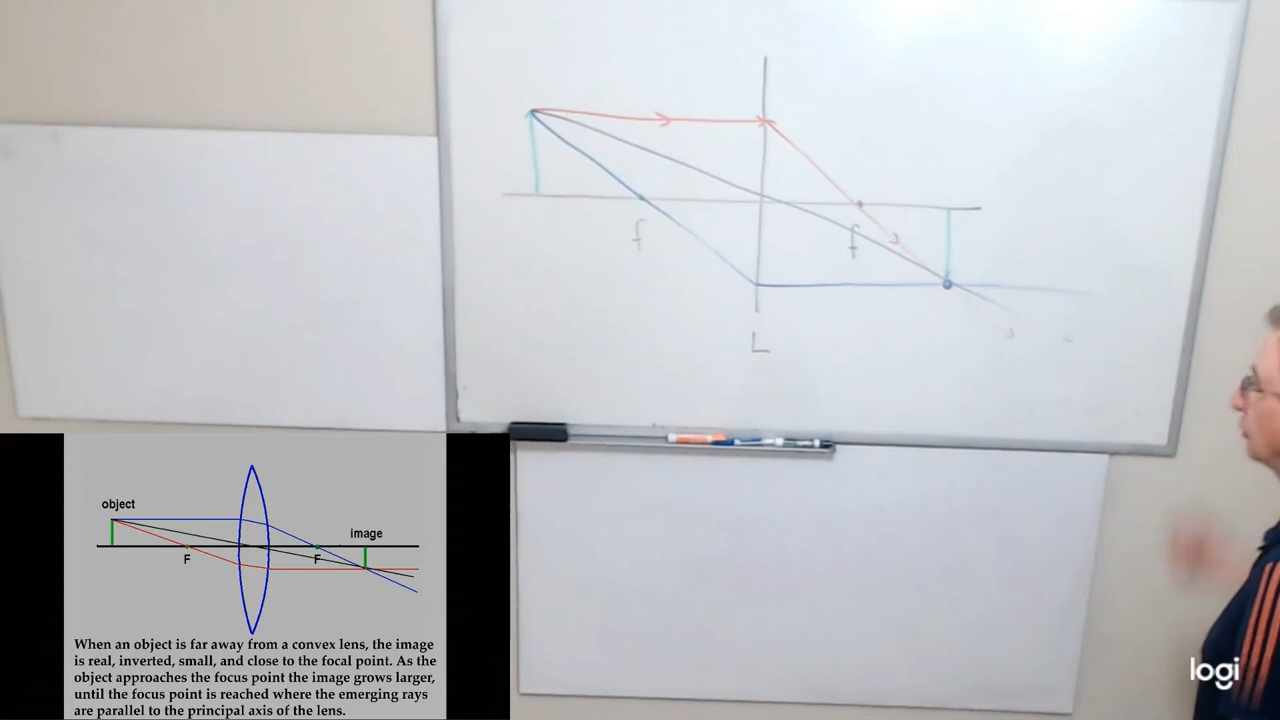 f
f
L
object
image
F
F
When an object is far away from a convex lens, the image
is real, inverted, small, and close to the focal point. As the
object approaches the focus point the image grows larger,
until the focus point is reached where the emerging rays
are parallel to the principal axis of the lens.
logi